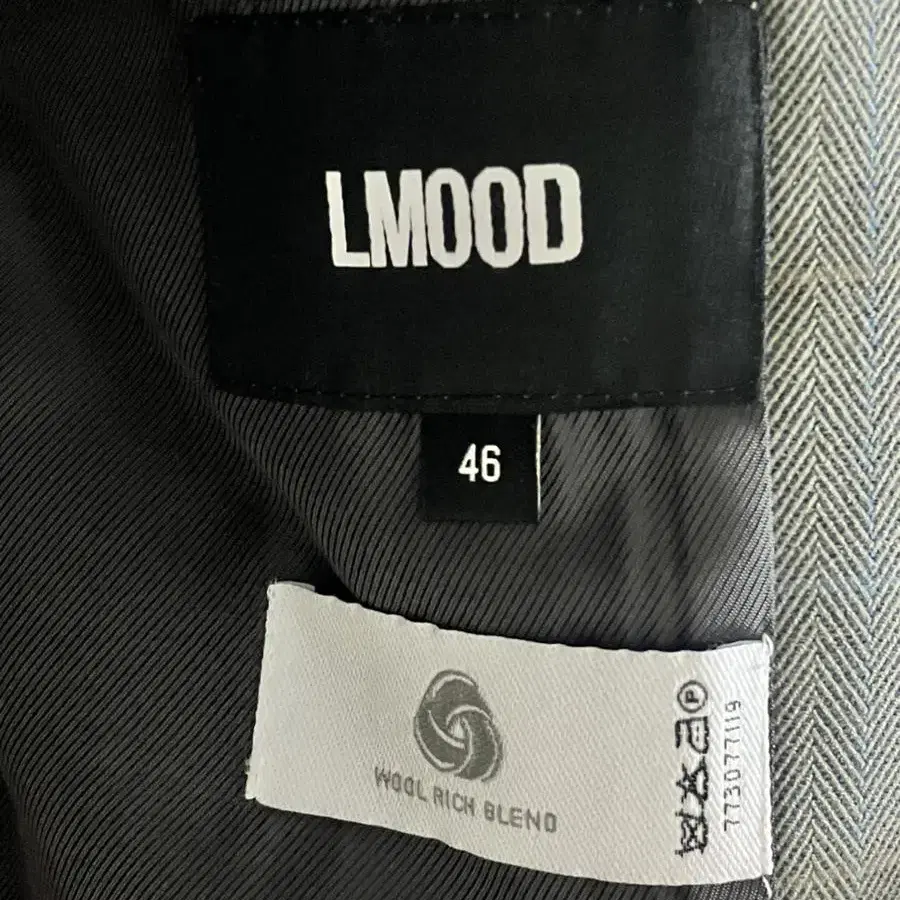 LMOOD
46
WOOL RICH BLEND
773077119
P